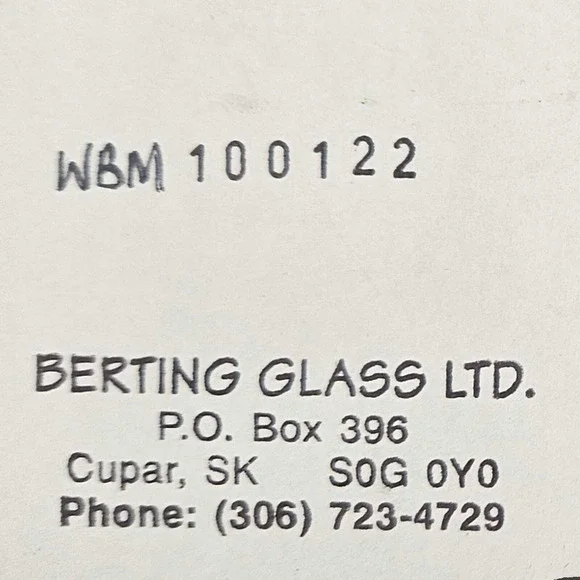 WBM 100122
BERTING GLASS LTD.
P.O. Box 396
Cupar, SK S0G 0Y0
Phone: (306) 723-4729